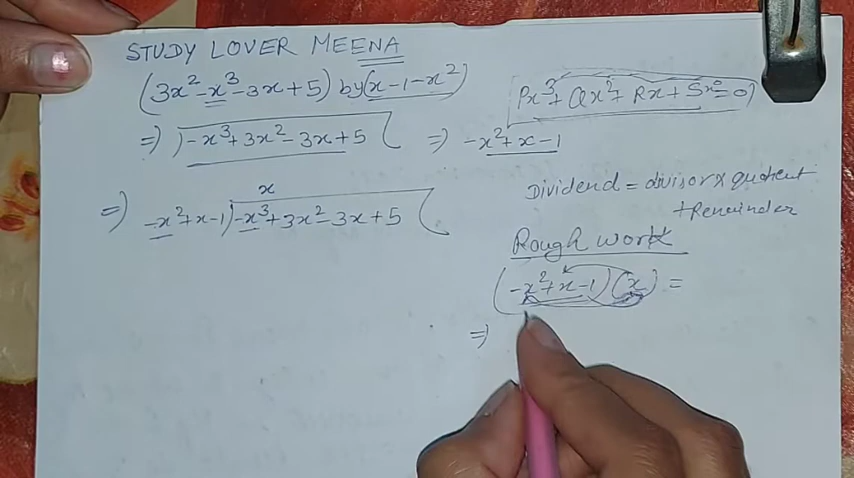 STUDY LOVER MEENA
(3x²-x³-3x+5) by (x-1-x²)
Px³+Qx²+Rx+Sx⁰=0)
=) )-x³+3x²-3x+5 ( =) -x²+x-1
Dividend = divisor x quotient
+Remainder
x
=) -x²+x-1)-x³+3x²-3x+5(
Rough work
(-x²+x-1)(x) =
=)